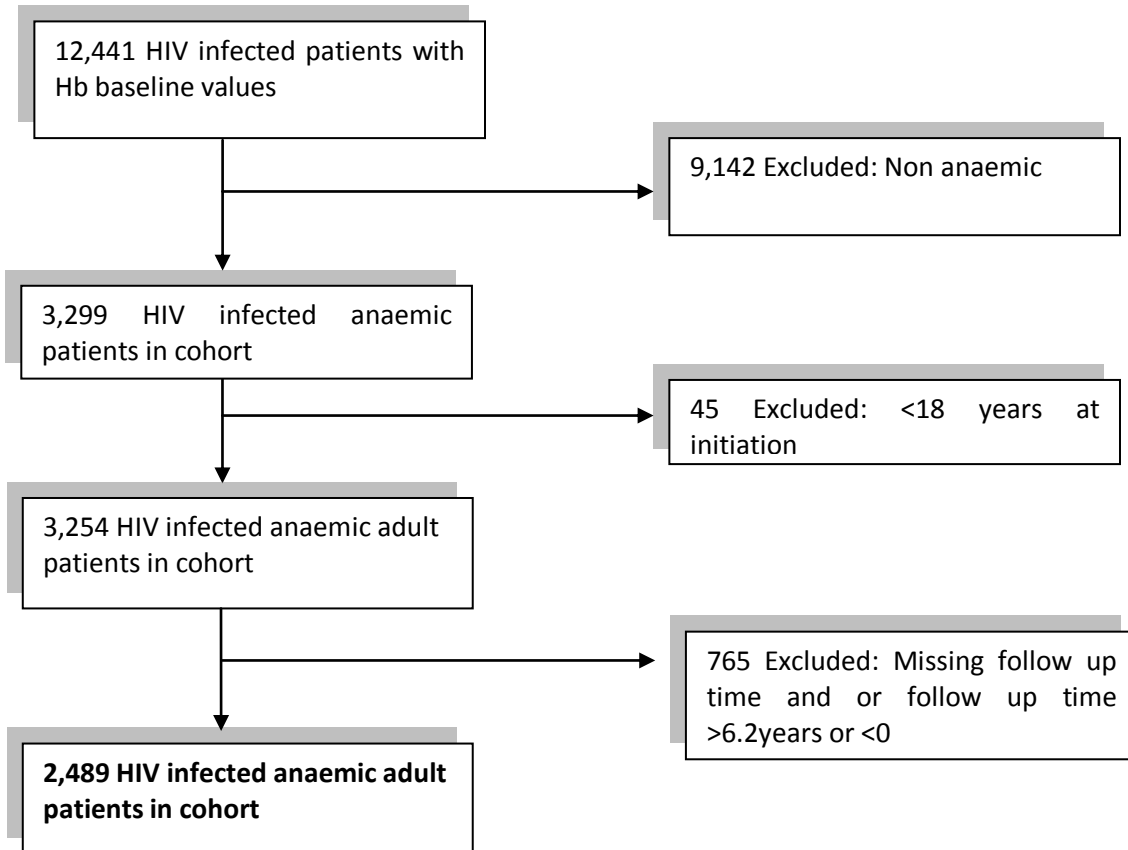 12,441 HIV infected patients with
Hb baseline values
9,142 Excluded: Non anaemic
3,299 HIV infected anaemic
patients in cohort
45 Excluded: <18 years at
initiation
3,254 HIV infected anaemic adult
patients in cohort
765 Excluded: Missing follow up
time and or follow up time
>6.2years or <0
2,489 HIV infected anaemic adult
patients in cohort